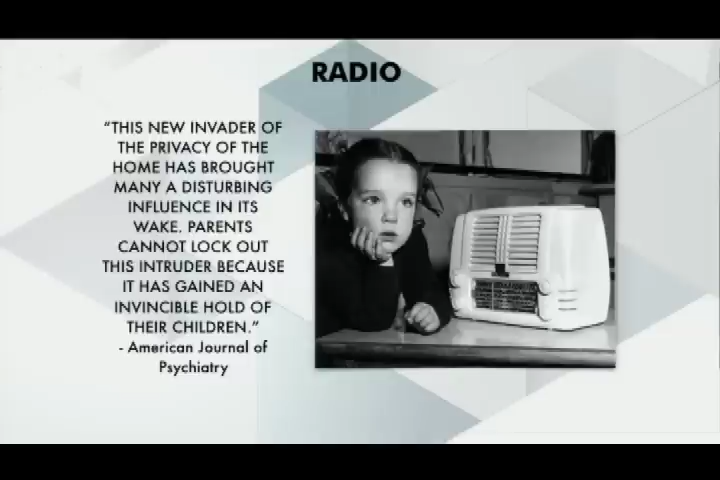 RADIO
“THIS NEW INVADER OF
THE PRIVACY OF THE
HOME HAS BROUGHT
MANY A DISTURBING
INFLUENCE IN ITS
WAKE. PARENTS
CANNOT LOCK OUT
THIS INTRUDER BECAUSE
IT HAS GAINED AN
INVINCIBLE HOLD OF
THEIR CHILDREN.”
- American Journal of
Psychiatry